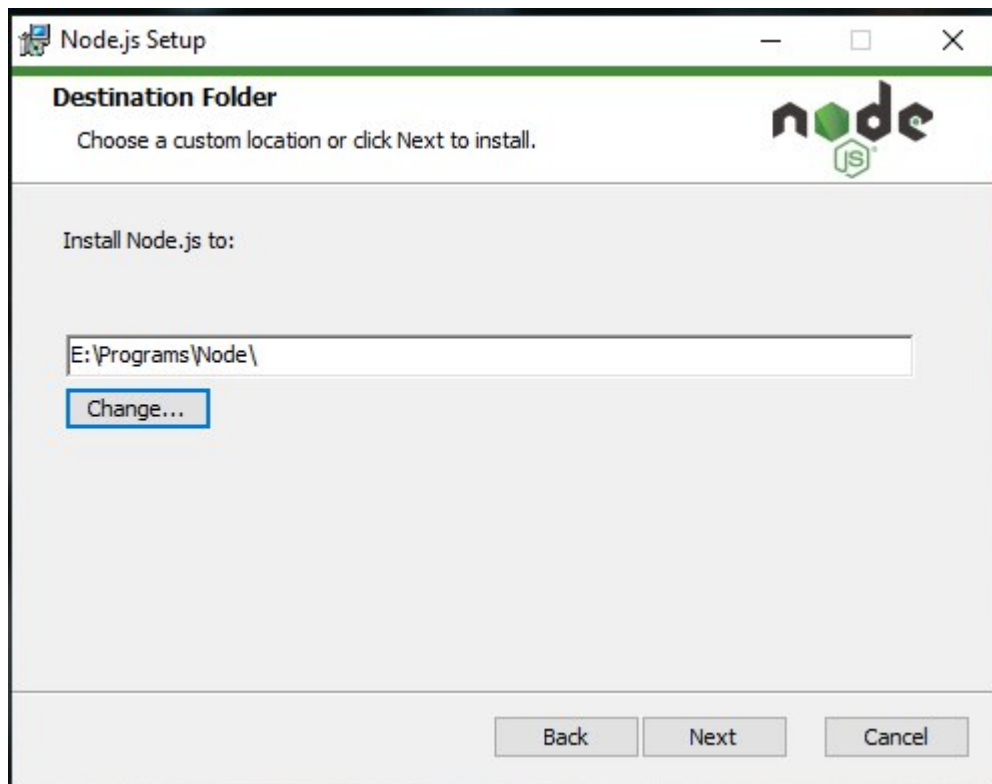 Node.js Setup
Destination Folder
Choose a custom location or click Next to install.
node
JS
Install Node.js to:
E:\Programs\Node\
Change...
Back Next Cancel